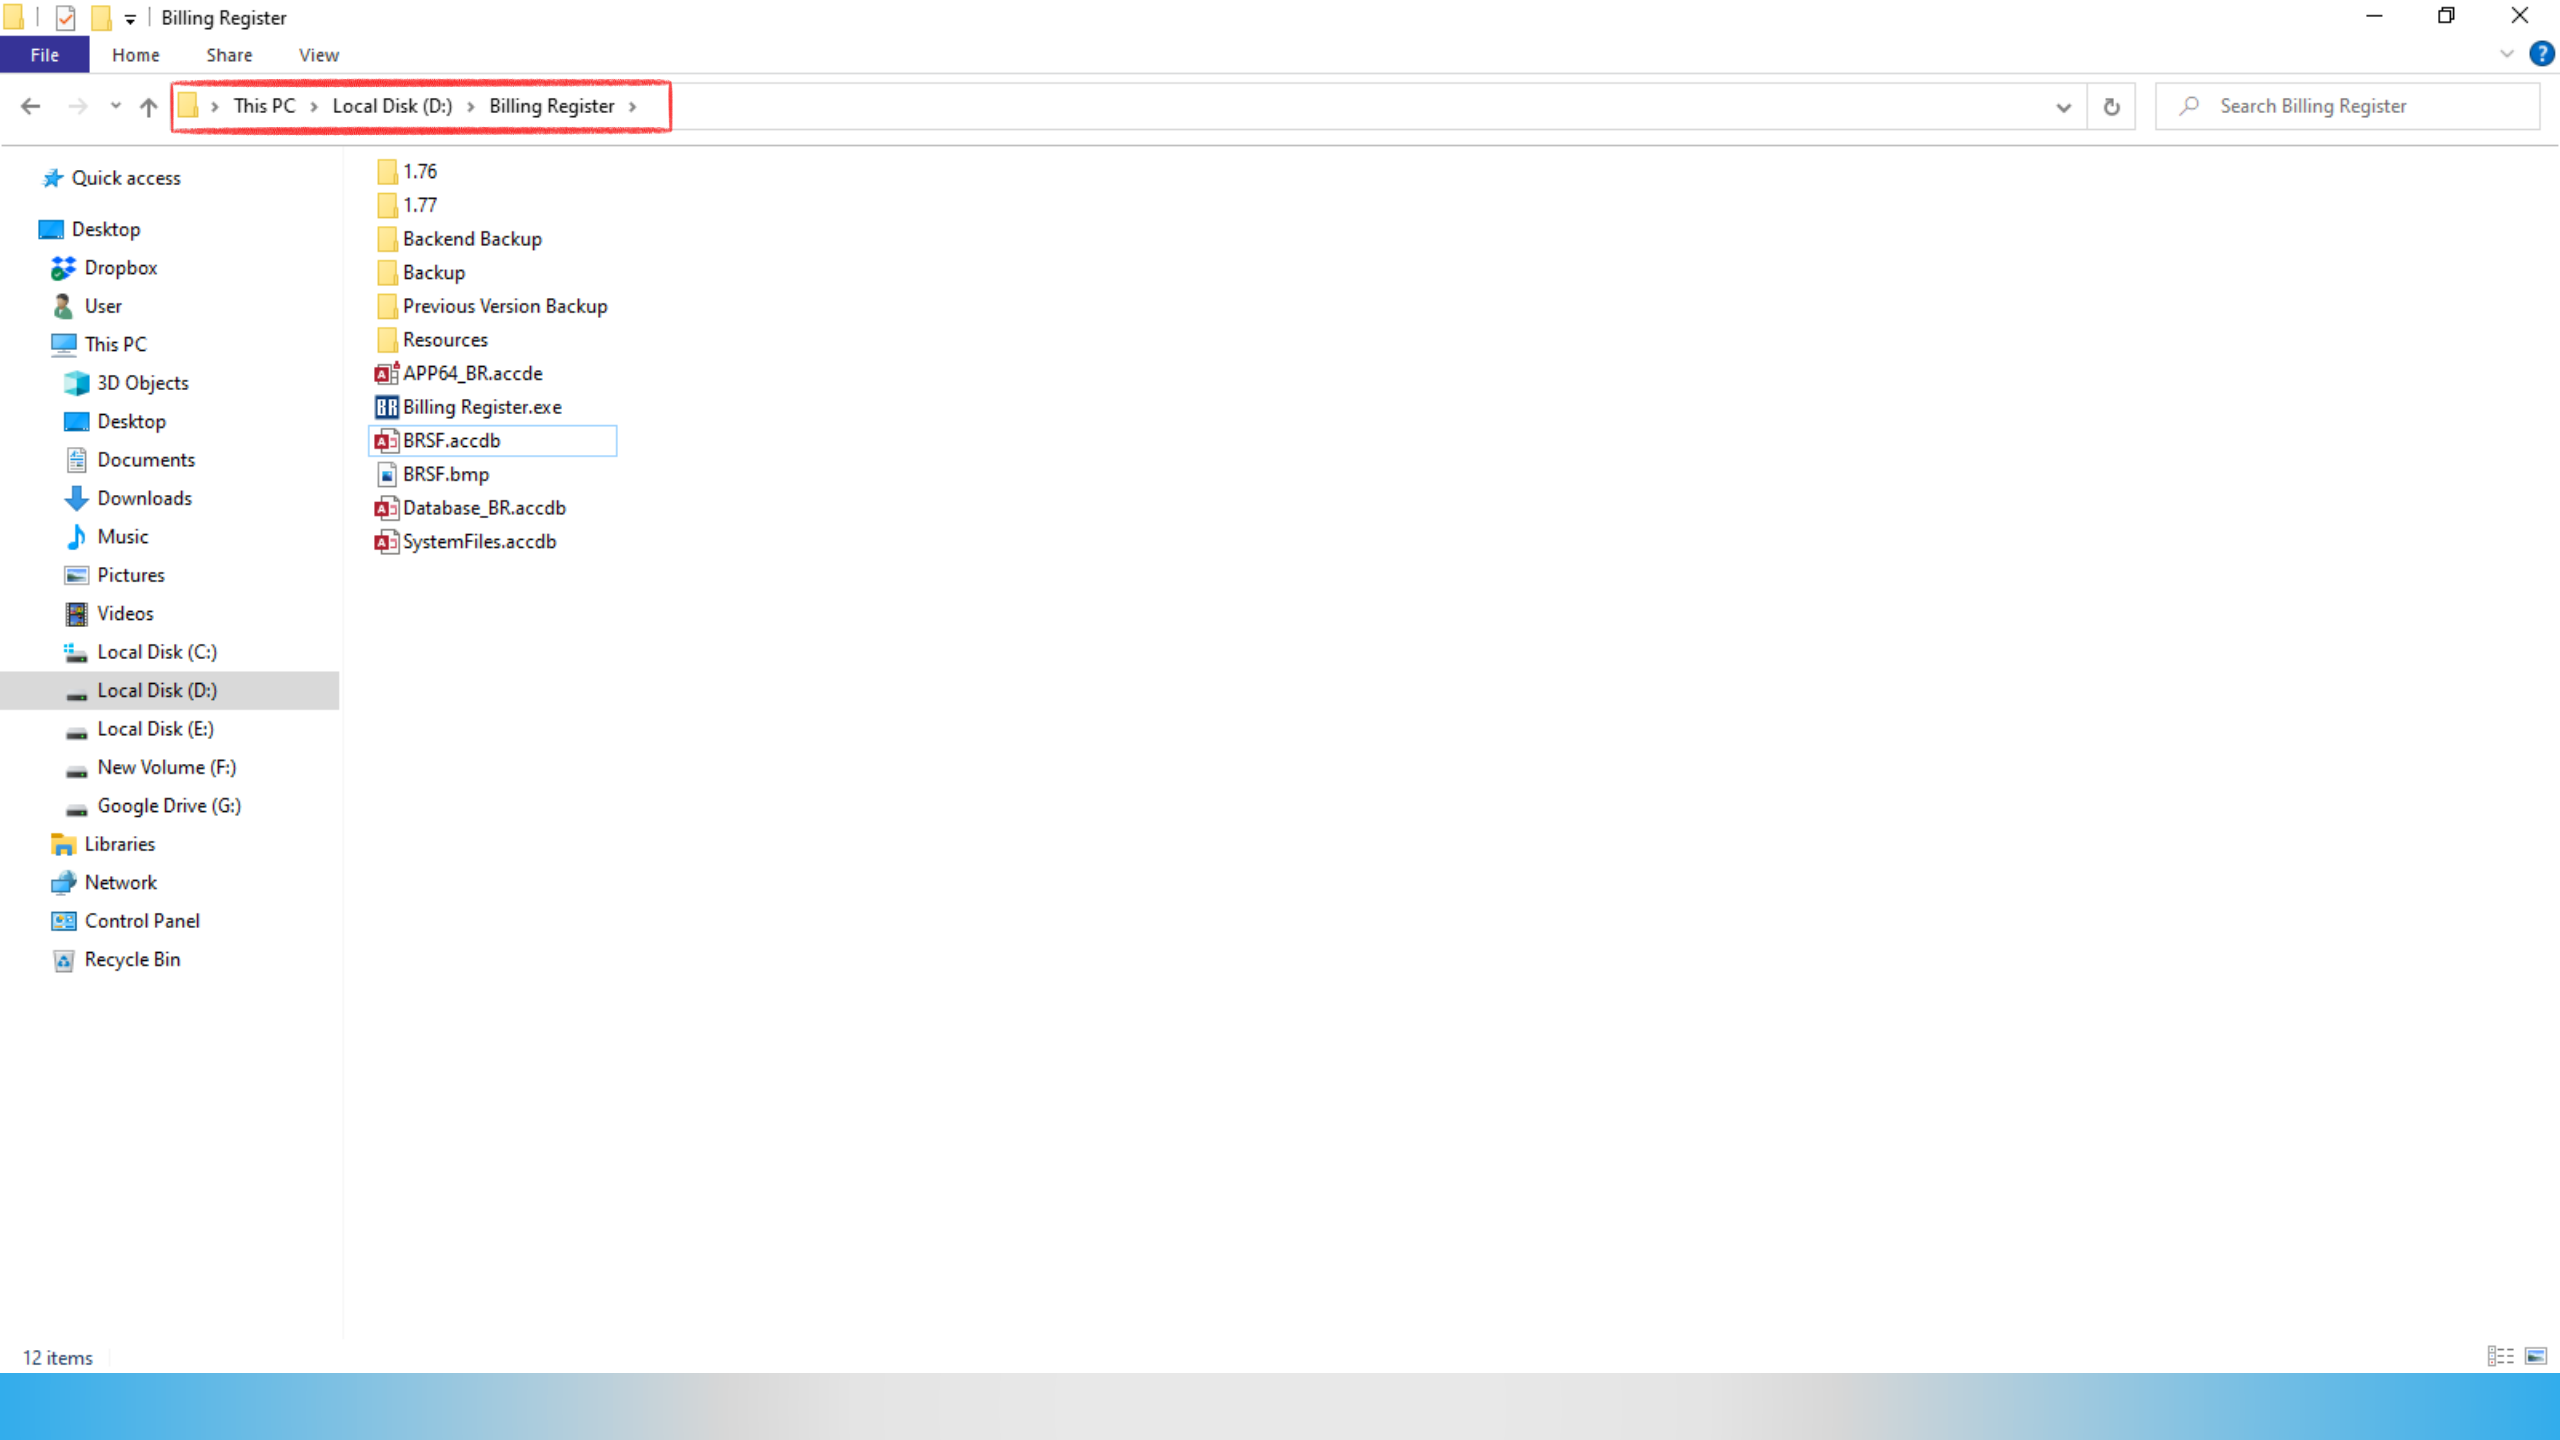 Billing Register
File Home Share View
This PC Local Disk (D:) Billing Register
Search Billing Register
Quick access
Desktop
Dropbox
User
This PC
3D Objects
Desktop
Documents
Downloads
Music
Pictures
Videos
Local Disk (C:)
Local Disk (D:)
Local Disk (E:)
New Volume (F:)
Google Drive (G:)
Libraries
Network
Control Panel
Recycle Bin
1.76
1.77
Backend Backup
Backup
Previous Version Backup
Resources
APP64_BR.accde
BR Billing Register.exe
BRSF.accdb
BRSF.bmp
Database_BR.accdb
SystemFiles.accdb
12 items